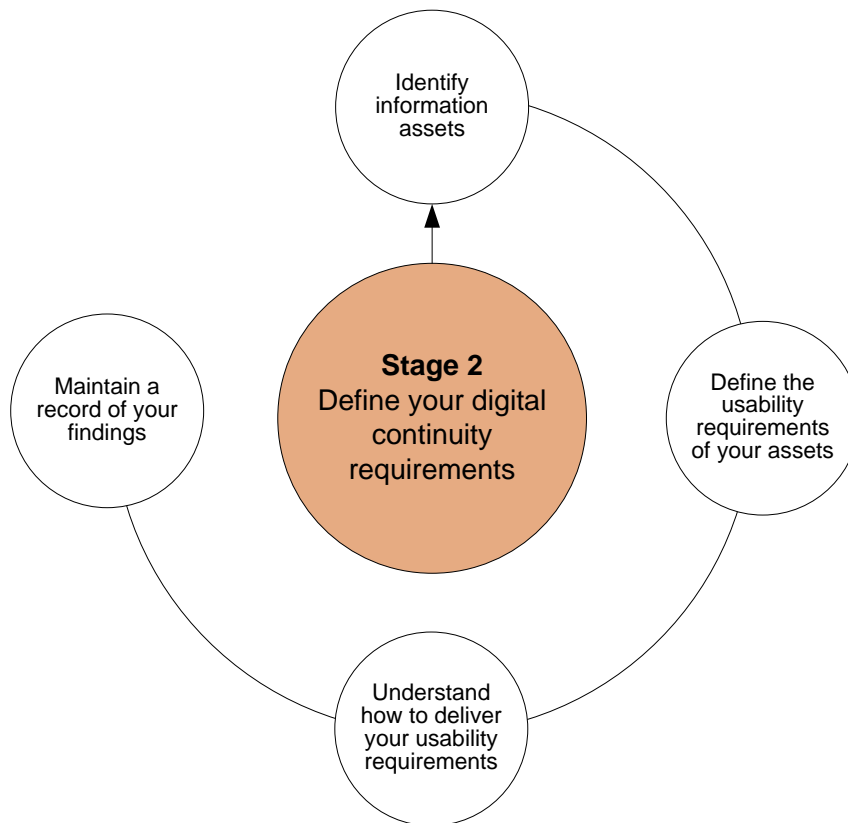 Identify
information
assets
Stage 2
Define your digital
continuity
requirements
Define the
usability
requirements
of your assets
Understand
how to deliver
your usability
requirements
Maintain a
record of your
findings